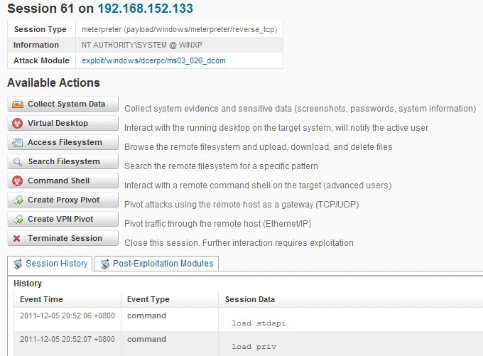 Session 61 on 192.168.152.133
Session Type meterpreter (payload/windows/meterpreter/reverse_tcp)
Information NT AUTHORITY\SYSTEM @ WINXP
Attack Module exploit/windows/dcerpc/ms03_026_dcom
Available Actions
Collect System Data Collect system evidence and sensitive data (screenshots, passwords, system information)
Virtual Desktop Interact with the running desktop on the target system, will notify the active user
Access Filesystem Browse the remote filesystem and upload, download, and delete files
Search Filesystem Search the remote filesystem for a specific pattern
Command Shell Interact with a remote command shell on the target (advanced users)
Create Proxy Pivot Pivot attacks using the remote host as a gateway (TCP/UDP)
Create VPN Pivot Pivot traffic through the remote host (Ethernet/IP)
Terminate Session Close this session. Further interaction requires exploitation
Session History Post-Exploitation Modules
History
Event Time Event Type Session Data
2011-12-05 20:52:06 +0800 command load stdapi
2011-12-05 20:52:07 +0800 command load priv